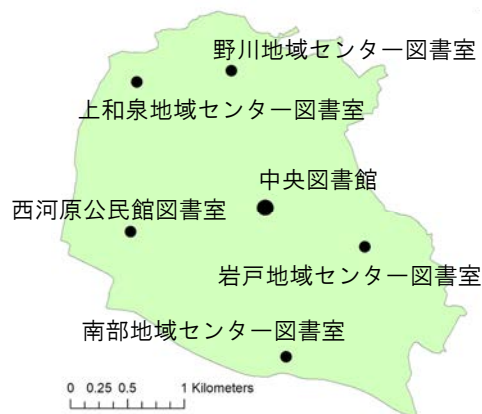 野川地域センター図書室
上和泉地域センター図書室
中央図書館
西河原公民館図書室
岩戸地域センター図書室
南部地域センター図書室
0 0.25 0.5 1 Kilometers